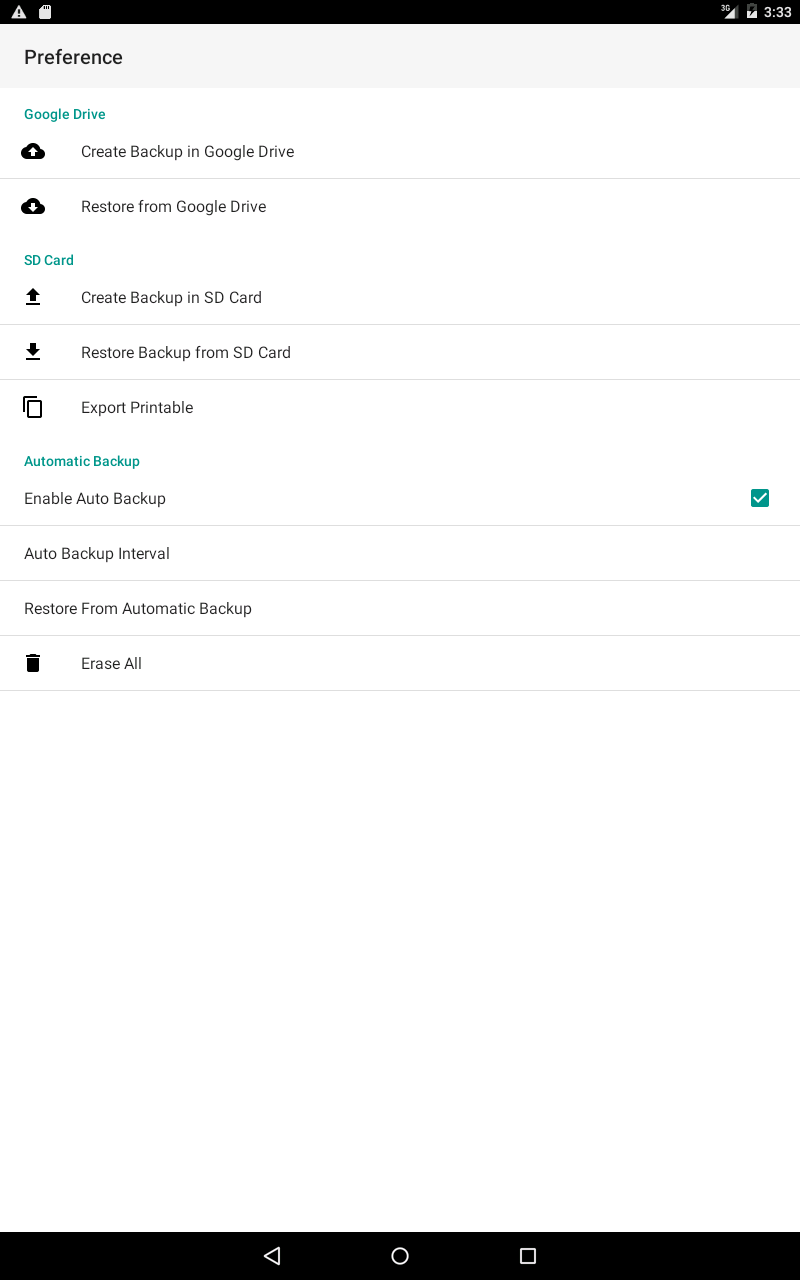 3G 3:33
Preference
Google Drive
Create Backup in Google Drive
Restore from Google Drive
SD Card
Create Backup in SD Card
Restore Backup from SD Card
Export Printable
Automatic Backup
Enable Auto Backup
Auto Backup Interval
Restore From Automatic Backup
Erase All